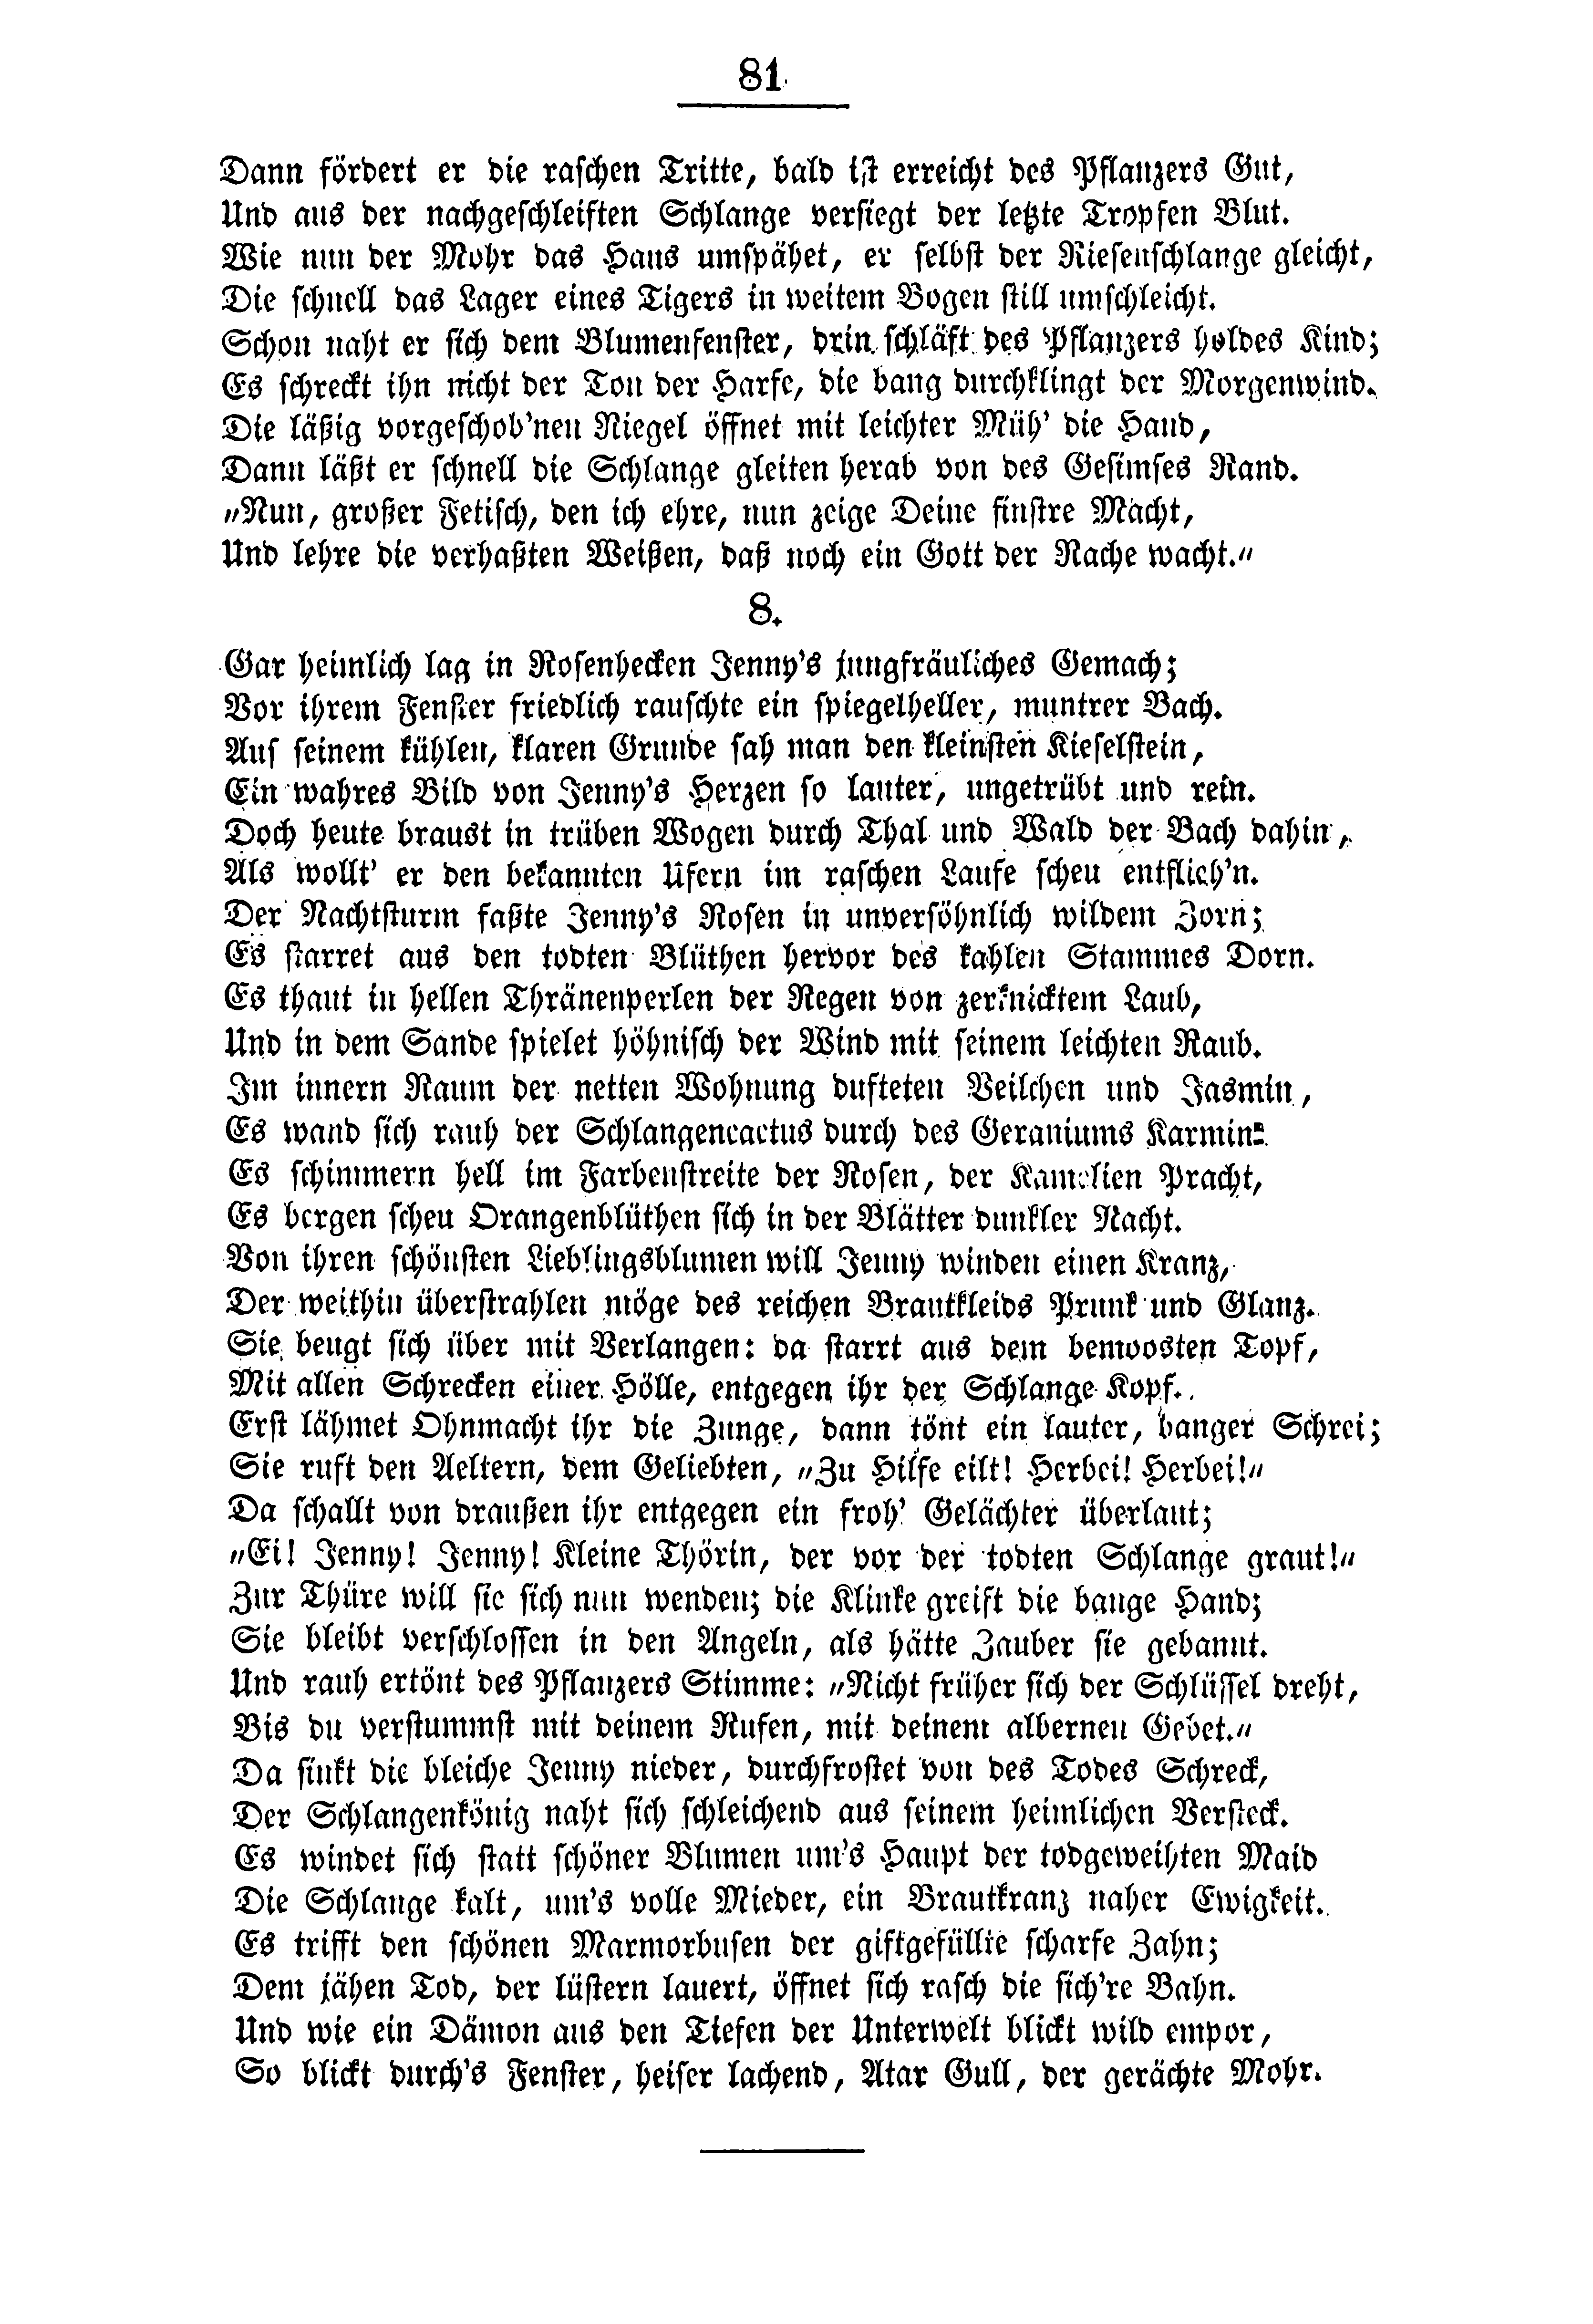 81
Dann fördert er die raschen Tritte, bald ist erreicht des Pflanzers Gut,
Und aus der nachgeschleiften Schlange versiegt der letzte Tropfen Blut.
Wie nun der Mohr das Haus umspähet, er selbst der Riesenschlange gleicht,
Die schnell das Lager eines Tigers in weitem Bogen still umschleicht.
Schon naht er sich dem Blumenfenster, drin schläft des Pflanzers holdes Kind;
Es schreckt ihn nicht der Ton der Harfe, die bang durchklingt der Morgenwind.
Die läßig vorgeschob'nen Riegel öffnet mit leichter Müh' die Hand,
Dann läßt er schnell die Schlange gleiten herab von des Gesimses Rand.
„Nun, großer Fetisch, den ich ehre, nun zeige Deine finstre Macht,
Und lehre die verhaßten Weißen, daß noch ein Gott der Rache wacht.“
8.
Gar heimlich lag in Rosenhecken Jenny's jungfräuliches Gemach;
Vor ihrem Fenster friedlich rauschte ein spiegelheller, muntrer Bach.
Auf seinem kühlen, klaren Grunde sah man den kleinsten Kieselstein,
Ein wahres Bild von Jenny's Herzen so lauter, ungetrübt und rein.
Doch heute braust in trüben Wogen durch Thal und Wald der Bach dahin,
Als wollt' er den bekannten Ufern im raschen Laufe scheu entflieh'n.
Der Nachtsturm faßte Jenny's Rosen in unversöhnlich wildem Zorn;
Es starret aus den todten Blüthen hervor des kahlen Stammes Dorn.
Es thaut in hellen Thränenperlen der Regen von zerknicktem Laub,
Und in dem Sande spielet höhnisch der Wind mit seinem leichten Raub.
Im innern Raum der netten Wohnung dufteten Veilchen und Jasmin,
Es wand sich rauh der Schlangencactus durch des Geraniums Karmin.
Es schimmern hell im Farbenstreite der Rosen, der Kamelien Pracht,
Es bergen scheu Orangenblüthen sich in der Blätter dunkler Nacht.
Von ihren schönsten Lieblingsblumen will Jenny winden einen Kranz,
Der weithin überstrahlen möge des reichen Brautkleids Prunk und Glanz.
Sie beugt sich über mit Verlangen: da starrt aus dem bemoosten Topf,
Mit allen Schrecken einer Hölle, entgegen ihr der Schlange Kopf.
Erst lähmet Ohnmacht ihr die Zunge, dann tönt ein lauter, banger Schrei;
Sie ruft den Aeltern, dem Geliebten, „Zu Hilfe eilt! Herbei! Herbei!“
Da schallt von draußen ihr entgegen ein froh' Gelächter überlaut;
„Ei! Jenny! Jenny! Kleine Thörin, der vor der todten Schlange graut!“
Zur Thüre will sie sich nun wenden; die Klinke greift die bange Hand;
Sie bleibt verschlossen in den Angeln, als hätte Zauber sie gebannt.
Und rauh ertönt des Pflanzers Stimme: „Nicht früher sich der Schlüssel dreht,
Bis du verstummst mit deinem Rufen, mit deinem albernen Gebet.“
Da sinkt die bleiche Jenny nieder, durchfrostet von des Todes Schreck,
Der Schlangenkönig naht sich schleichend aus seinem heimlichen Versteck.
Es windet sich statt schöner Blumen um's Haupt der todgeweihten Maid
Die Schlange kalt, um's volle Mieder, ein Brautkranz naher Ewigkeit.
Es trifft den schönen Marmorbusen der giftgefüllte scharfe Zahn;
Dem jähen Tod, der lüstern lauert, öffnet sich rasch die sich're Bahn.
Und wie ein Dämon aus den Tiefen der Unterwelt blickt wild empor,
So blickt durch's Fenster, heiser lachend, Atar Gull, der gerächte Mohr.